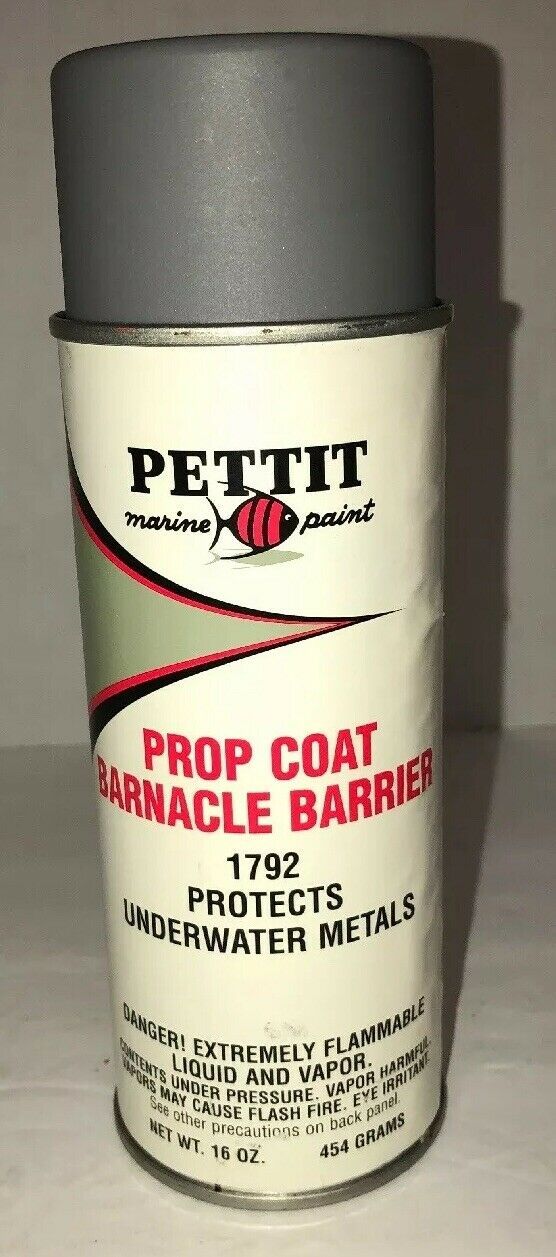 PETTIT
marine paint
PROP COAT
BARNACLE BARRIER
1792
PROTECTS
UNDERWATER METALS
DANGER! EXTREMELY FLAMMABLE
LIQUID AND VAPOR.
CONTENTS UNDER PRESSURE. VAPOR HARMFUL.
VAPORS MAY CAUSE FLASH FIRE. EYE IRRITANT.
See other precautions on back panel.
NET WT. 16 OZ. 454 GRAMS